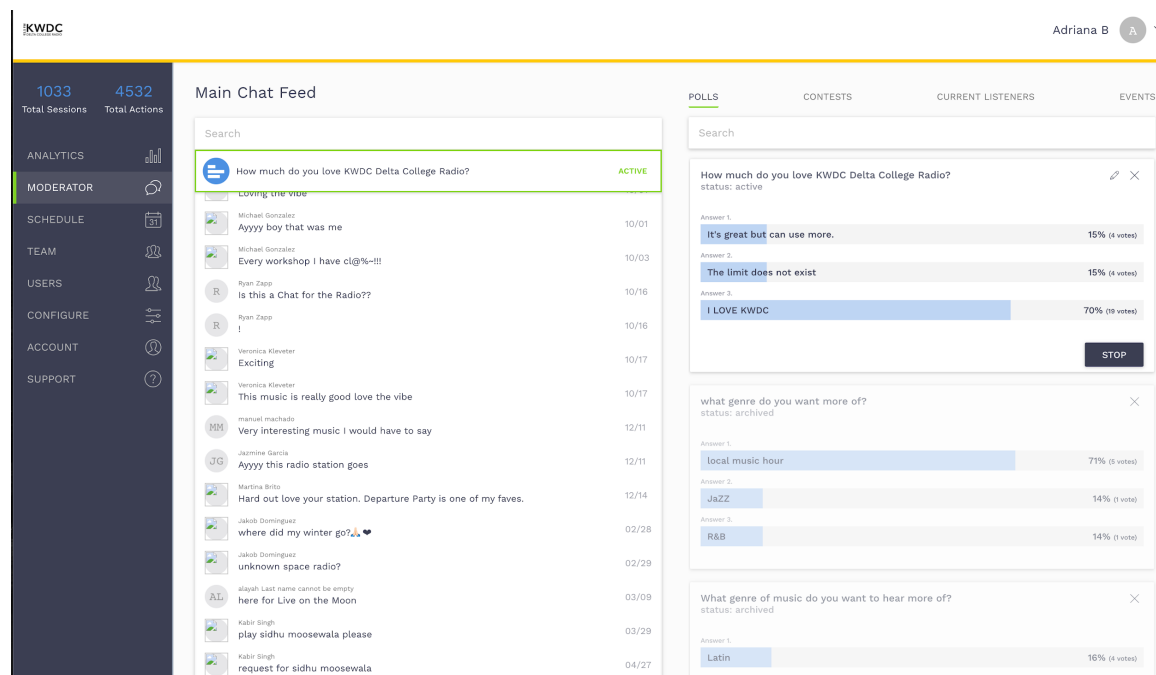 KWDC
Adriana B
A
1033
4532
Total Sessions
Total Actions
ANALYTICS
MODERATOR
SCHEDULE
31
TEAM
USERS
CONFIGURE
ACCOUNT
SUPPORT
?
Main Chat Feed
Search
How much do you love KWDC Delta College Radio?
ACTIVE
Loving the vibe
Michael Gonzalez
Ayyyy boy that was me
10/01
Michael Gonzalez
Every workshop I have cl@%~!!!
10/03
Ryan Zapp
R
Is this a Chat for the Radio??
10/16
Ryan Zapp
R
!
10/16
Veronica Kleveter
Exciting
10/17
Veronica Kleveter
This music is really good love the vibe
10/17
manuel machado
MM
Very interesting music I would have to say
12/11
Jazmine Garcia
JG
Ayyyy this radio station goes
12/11
Martina Brito
Hard out love your station. Departure Party is one of my faves.
12/14
Jakob Dominguez
where did my winter go?🙏🏻 ❤
02/28
Jakob Dominguez
unknown space radio?
02/29
alayah Last name cannot be empty
AL
here for Live on the Moon
03/09
Kabir Singh
play sidhu moosewala please
03/29
Kabir Singh
request for sidhu moosewala
04/27
POLLS
CONTESTS
CURRENT LISTENERS
EVENTS
Search
How much do you love KWDC Delta College Radio?
status: active
Answer 1.
It's great but can use more.
15% (4 votes)
Answer 2.
The limit does not exist
15% (4 votes)
Answer 3.
I LOVE KWDC
70% (19 votes)
STOP
what genre do you want more of?
status: archived
Answer 1.
local music hour
71% (5 votes)
Answer 2.
JaZZ
14% (1 vote)
Answer 3.
R&B
14% (1 vote)
What genre of music do you want to hear more of?
status: archived
Answer 1.
Latin
16% (4 votes)